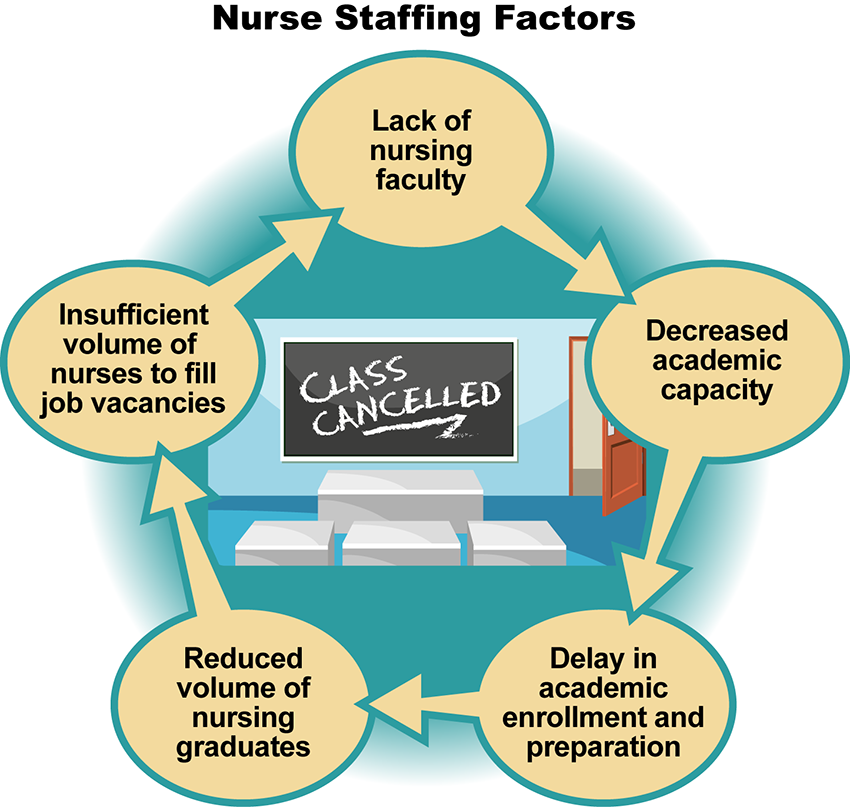 Nurse Staffing Factors
Lack of
nursing
faculty
Decreased
academic
capacity
Delay in
academic
enrollment and
preparation
Reduced
volume of
nursing
graduates
Insufficient
volume of
nurses to fill
job vacancies
CLASS
CANCELLED